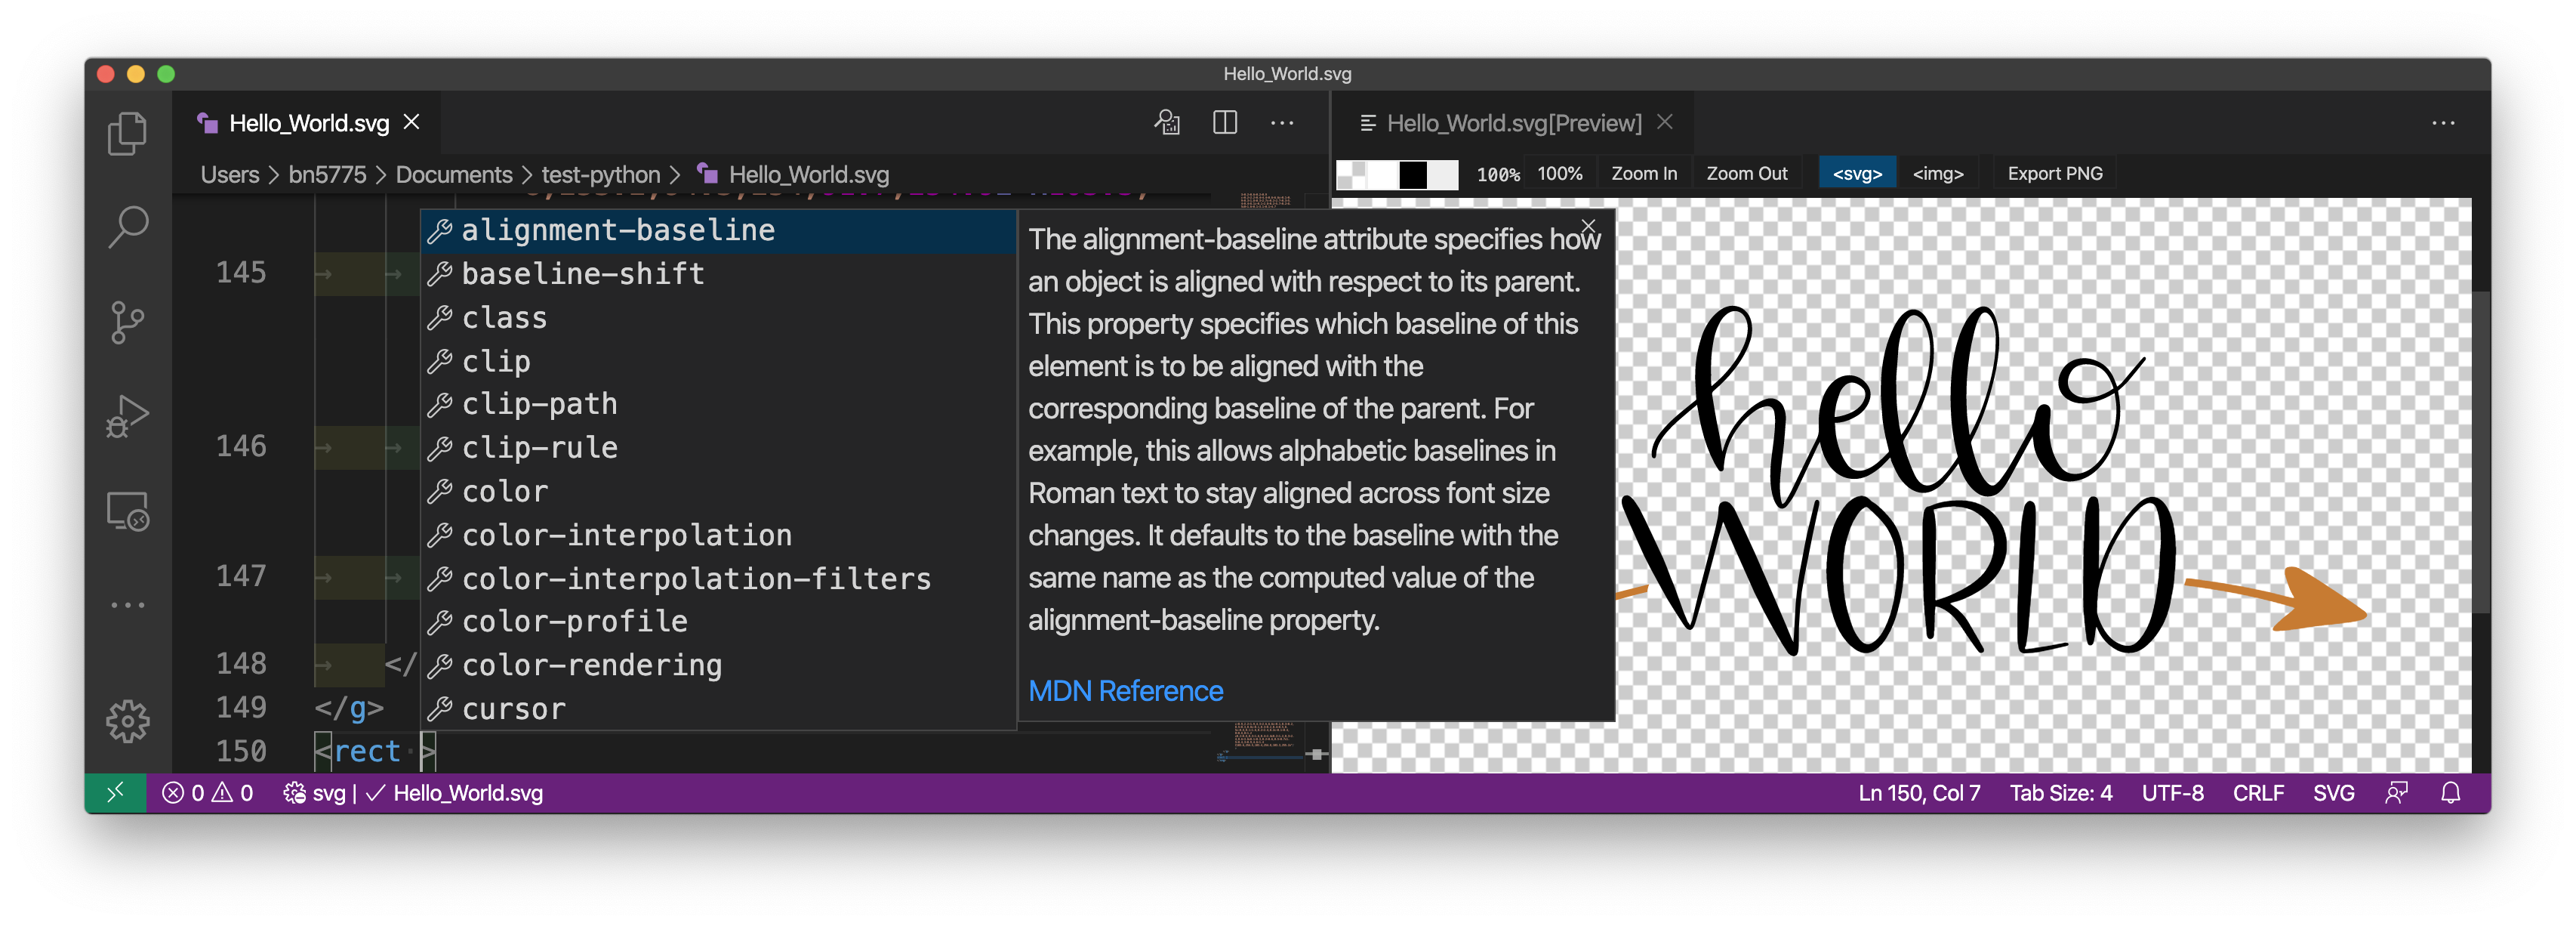 Hello_World.svg
Hello_World.svg
Hello_World.svg[Preview]
Users > bn5775 > Documents > test-python > Hello_World.svg
100% 100% Zoom In Zoom Out <svg> <img> Export PNG
145
146
147
148 </
149 </g>
150 <rect >
alignment-baseline
baseline-shift
class
clip
clip-path
clip-rule
color
color-interpolation
color-interpolation-filters
color-profile
color-rendering
cursor
The alignment-baseline attribute specifies how
an object is aligned with respect to its parent.
This property specifies which baseline of this
element is to be aligned with the
corresponding baseline of the parent. For
example, this allows alphabetic baselines in
Roman text to stay aligned across font size
changes. It defaults to the baseline with the
same name as the computed value of the
alignment-baseline property.
MDN Reference
hello
WORLD
0 0 svg | ✓ Hello_World.svg
Ln 150, Col 7 Tab Size: 4 UTF-8 CRLF SVG